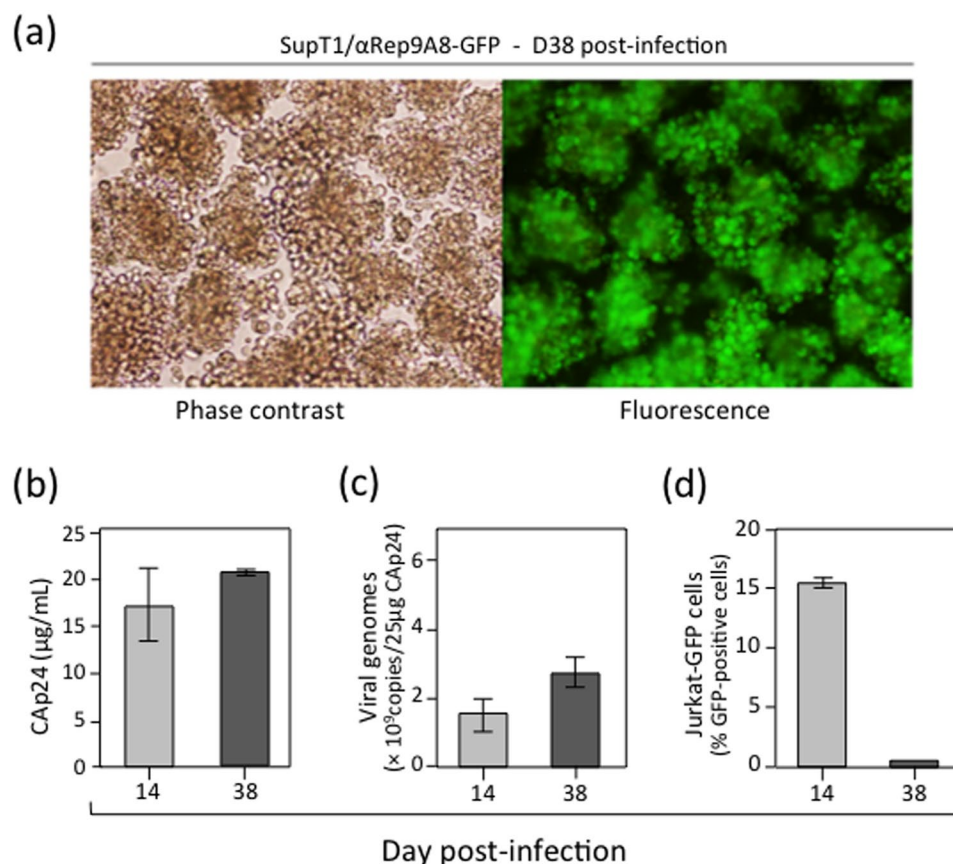 (a)
SupT1/αRep9A8-GFP - D38 post-infection
Phase contrast
Fluorescence
(b)
CAp24 (µg/mL)
25
20
15
10
5
0
14
38
(c)
Viral genomes
(× 10⁹copies/25µg CAp24)
6
4
2
0
14
38
(d)
Jurkat-GFP cells
(% GFP-positive cells)
20
15
10
5
0
14
38
Day post-infection